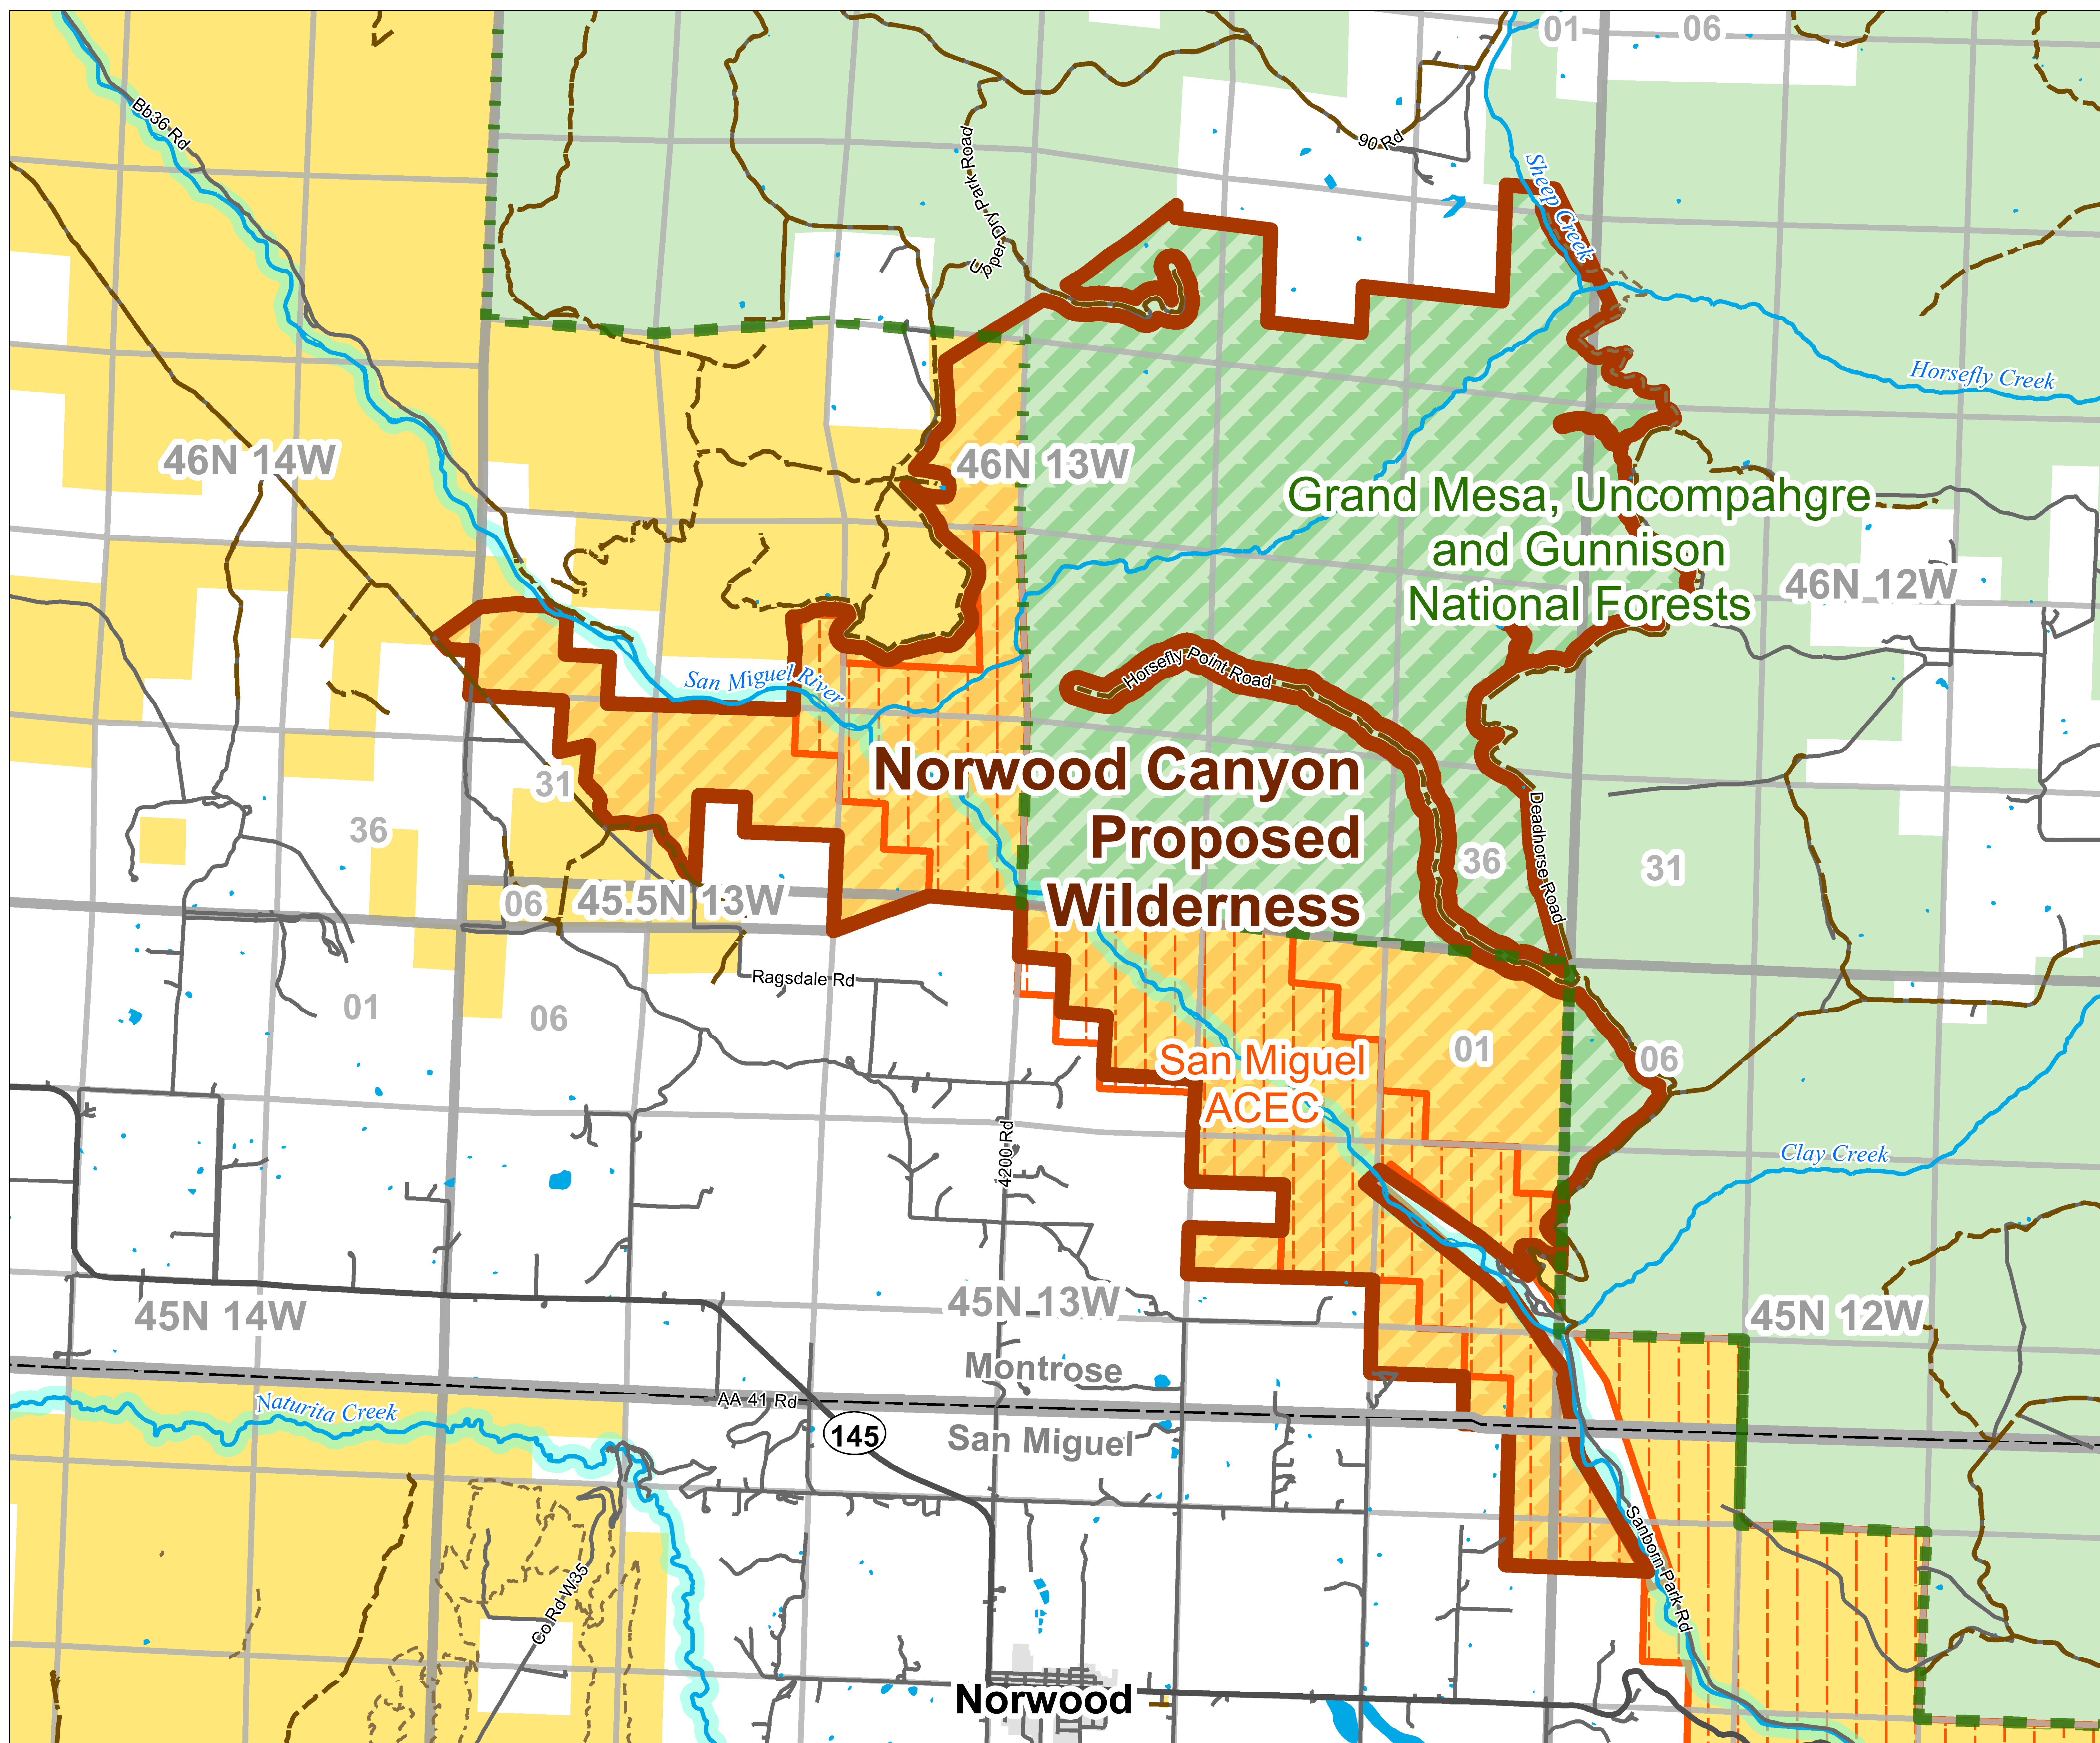 01
06
Bb36 Rd
Upper Dry Park Road
90 Rd
Sheep Creek
Horsefly Creek
46N 14W
46N 13W
Grand Mesa, Uncompahgre
and Gunnison
National Forests
46N 12W
San Miguel River
Horsefly Point Road
Norwood Canyon
Proposed
Wilderness
31
36
Deadhorse Road
36
31
06
45.5N 13W
Ragsdale Rd
01
06
San Miguel
ACEC
01
06
4200 Rd
Clay Creek
45N 14W
45N 13W
45N 12W
Montrose
AA 41 Rd
Naturita Creek
145
San Miguel
Sanborn Park Rd
Co Rd W35
Norwood